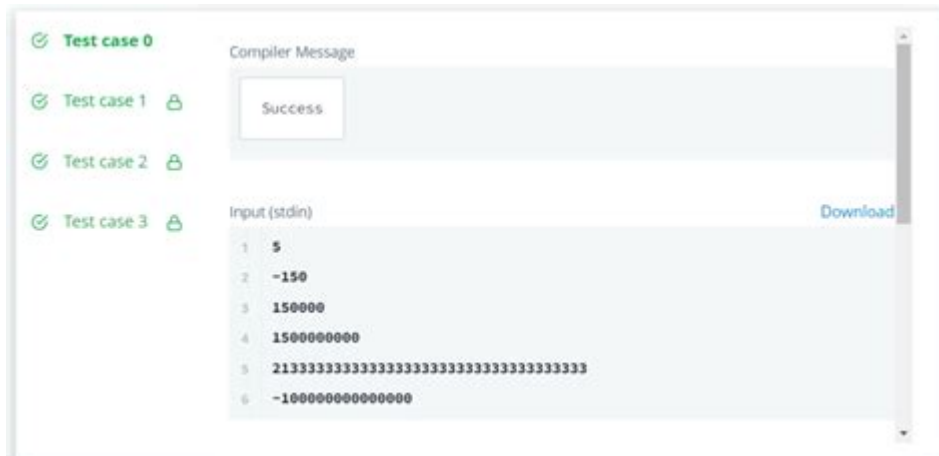 Test case 0
Test case 1
Test case 2
Test case 3
Compiler Message
Success
Input (stdin)
Download
1 5
2 -150
3 150000
4 1500000000
5 213333333333333333333333333333333333
6 -100000000000000